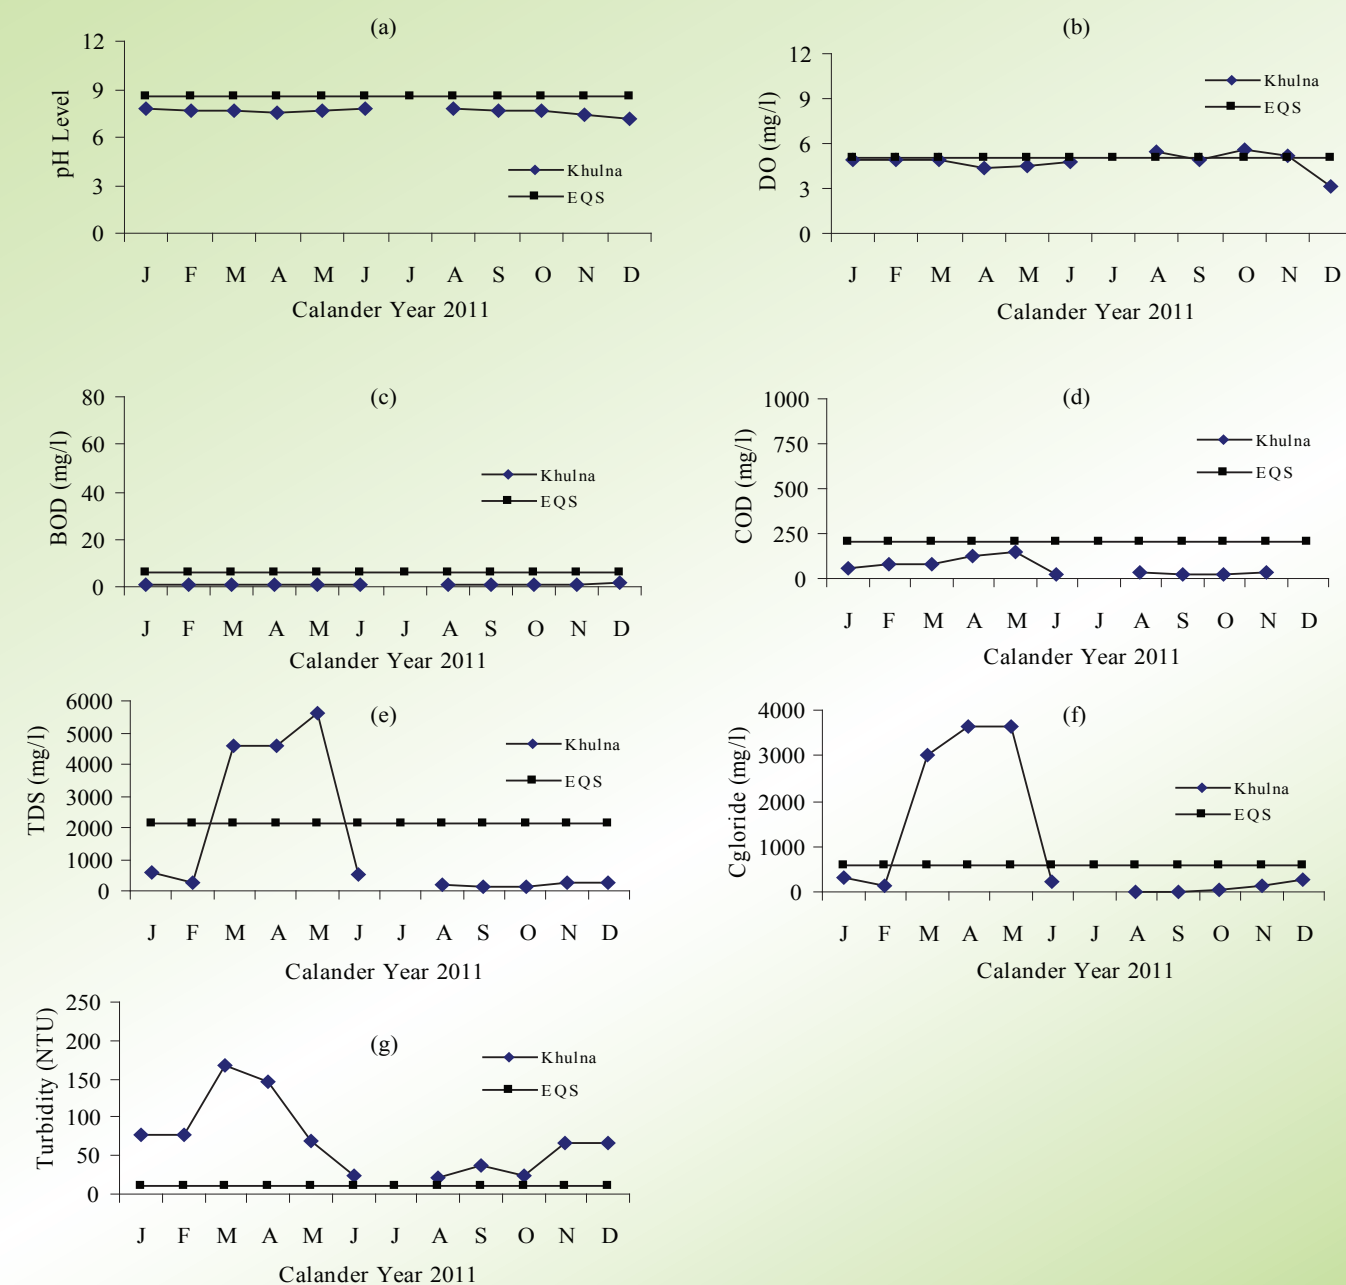 (a)
12
9
6
3
0
pH Level
Khulna
EQS
J F M A M J J A S O N D
Calander Year 2011
(b)
12
9
6
3
0
DO (mg/l)
Khulna
EQS
J F M A M J J A S O N D
Calander Year 2011
(c)
80
60
40
20
0
BOD (mg/l)
Khulna
EQS
J F M A M J J A S O N D
Calander Year 2011
(d)
1000
750
500
250
0
COD (mg/l)
Khulna
EQS
J F M A M J J A S O N D
Calander Year 2011
(e)
6000
5000
4000
3000
2000
1000
0
TDS (mg/l)
Khulna
EQS
J F M A M J J A S O N D
Calander Year 2011
(f)
4000
3000
2000
1000
0
Cgloride (mg/l)
Khulna
EQS
J F M A M J J A S O N D
Calander Year 2011
(g)
250
200
150
100
50
0
Turbidity (NTU)
Khulna
EQS
J F M A M J J A S O N D
Calander Year 2011